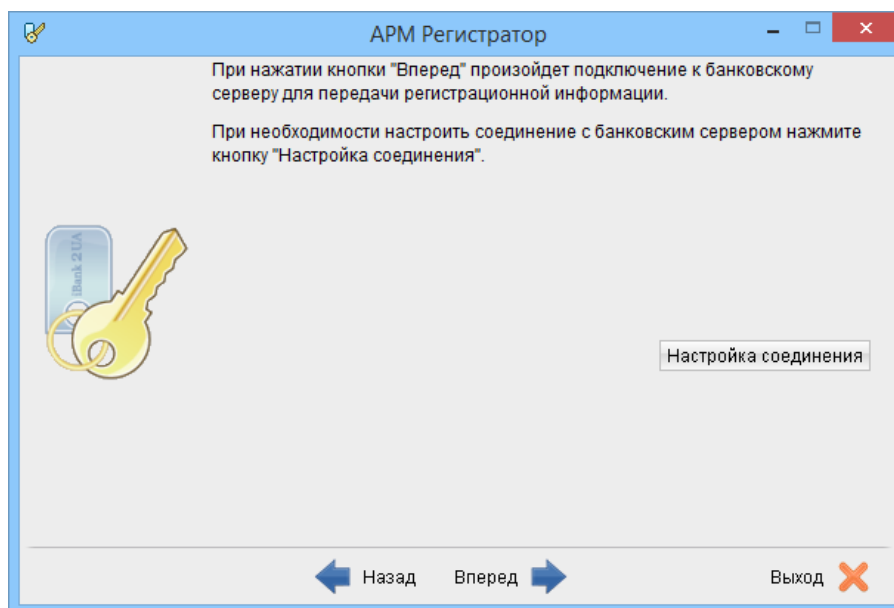 АРМ Регистратор
При нажатии кнопки "Вперед" произойдет подключение к банковскому
серверу для передачи регистрационной информации.
При необходимости настроить соединение с банковским сервером нажмите
кнопку "Настройка соединения".
iBank 2 UA
Настройка соединения
Назад
Вперед
Выход